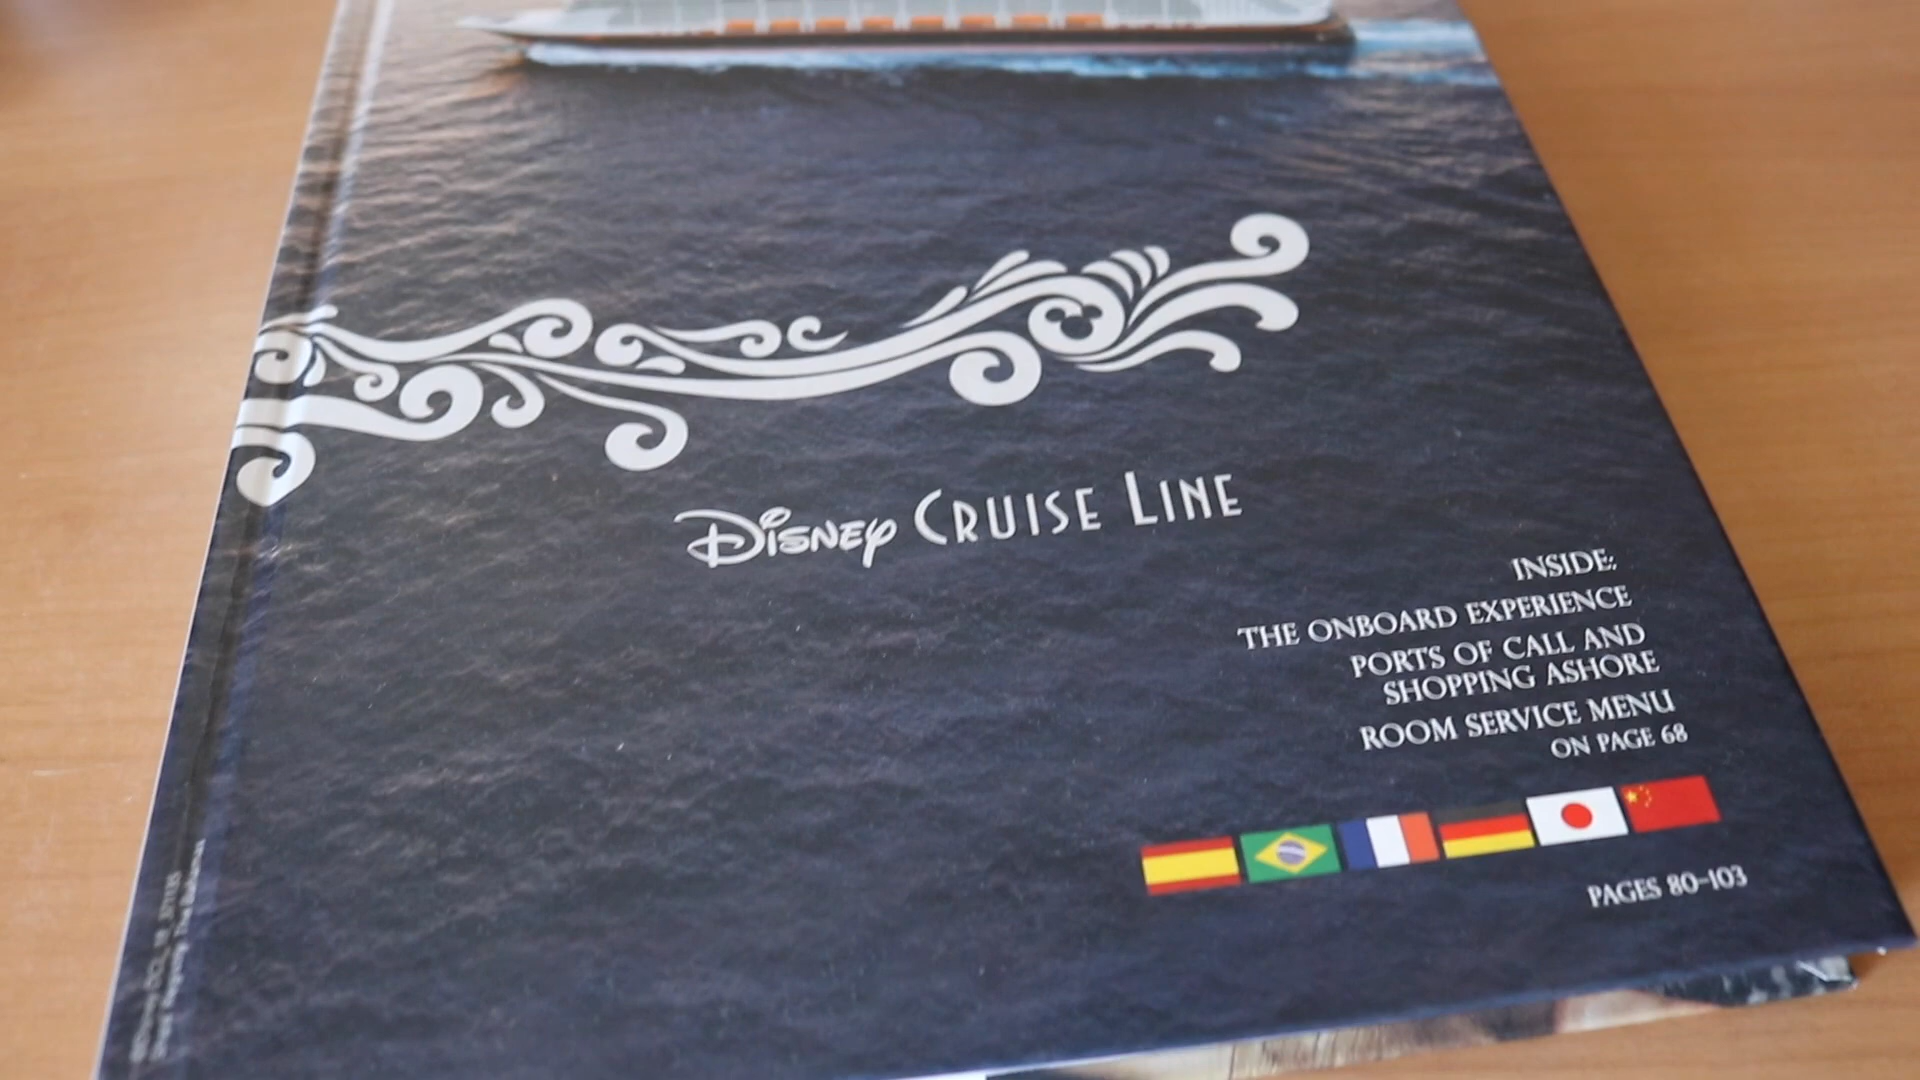 DISNEY CRUISE LINE
INSIDE:
THE ONBOARD EXPERIENCE
PORTS OF CALL AND
SHOPPING ASHORE
ROOM SERVICE MENU
ON PAGE 68
PAGES 80-103